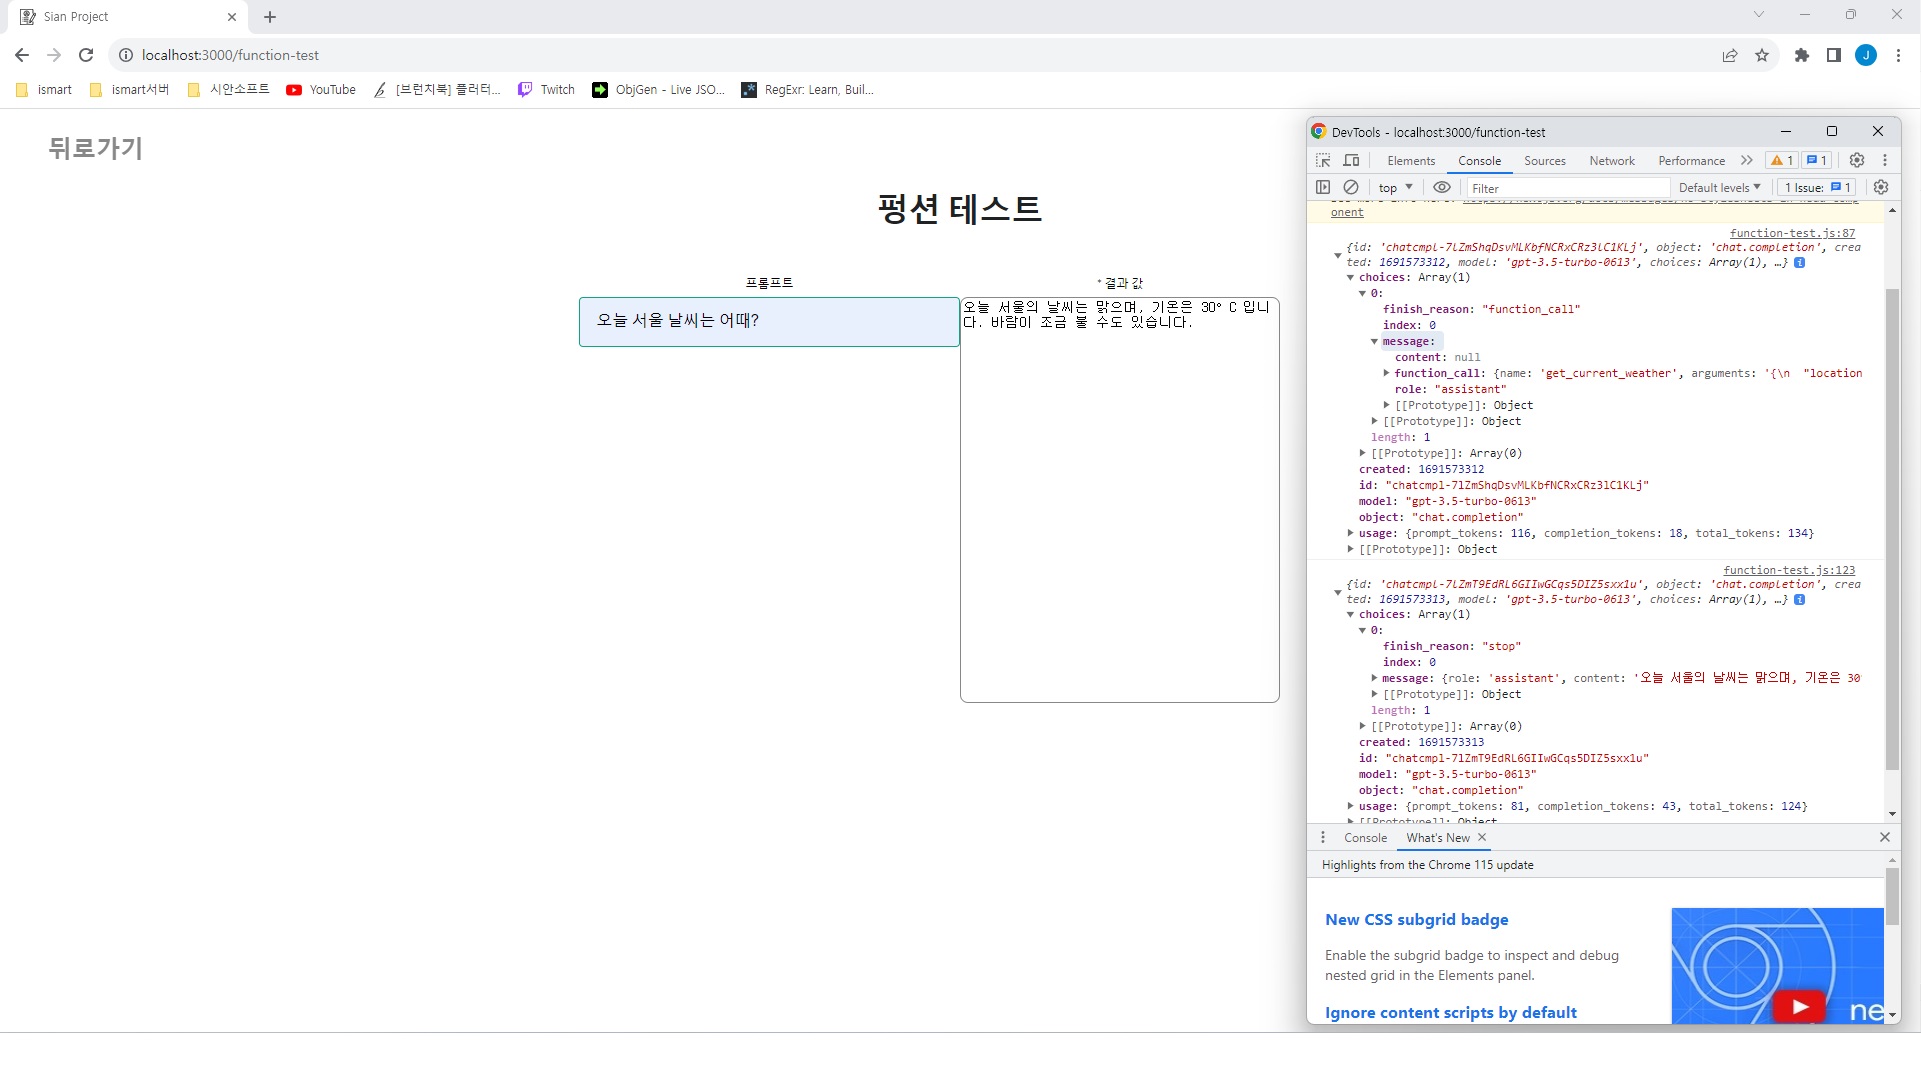 Sian Project
localhost:3000/function-test
J
ismart
ismart서버
시안소프트
YouTube
[브런치북] 플러터...
Twitch
ObjGen - Live JSO...
RegExr: Learn, Buil...
뒤로가기
펑션 테스트
프롬프트
* 결과 값
오늘 서울 날씨는 어때?
오늘 서울의 날씨는 맑으며, 기온은 30° C 입니
다. 바람이 조금 불 수도 있습니다.
DevTools - localhost:3000/function-test
Elements Console Sources Network Performance 1 1
top Filter Default levels 1 Issue: 1
onent
function-test.js:87
{id: 'chatcmpl-7lZmShqDsvMLKbfNCRxCRz3lC1KLj', object: 'chat.completion', crea
ted: 1691573312, model: 'gpt-3.5-turbo-0613', choices: Array(1), …}
choices: Array(1)
0:
finish_reason: "function_call"
index: 0
message:
content: null
function_call: {name: 'get_current_weather', arguments: '{\n  "location
role: "assistant"
[[Prototype]]: Object
[[Prototype]]: Object
length: 1
[[Prototype]]: Array(0)
created: 1691573312
id: "chatcmpl-7lZmShqDsvMLKbfNCRxCRz3lC1KLj"
model: "gpt-3.5-turbo-0613"
object: "chat.completion"
usage: {prompt_tokens: 116, completion_tokens: 18, total_tokens: 134}
[[Prototype]]: Object
function-test.js:123
{id: 'chatcmpl-7lZmT9EdRL6GIIwGCqs5DIZ5sxx1u', object: 'chat.completion', crea
ted: 1691573313, model: 'gpt-3.5-turbo-0613', choices: Array(1), …}
choices: Array(1)
0:
finish_reason: "stop"
index: 0
message: {role: 'assistant', content: '오늘 서울의 날씨는 맑으며, 기온은 30
[[Prototype]]: Object
length: 1
[[Prototype]]: Array(0)
created: 1691573313
id: "chatcmpl-7lZmT9EdRL6GIIwGCqs5DIZ5sxx1u"
model: "gpt-3.5-turbo-0613"
object: "chat.completion"
usage: {prompt_tokens: 81, completion_tokens: 43, total_tokens: 124}
[[Prototype]]: Object
Console What's New
Highlights from the Chrome 115 update
New CSS subgrid badge
Enable the subgrid badge to inspect and debug
nested grid in the Elements panel.
Ignore content scripts by default
ne